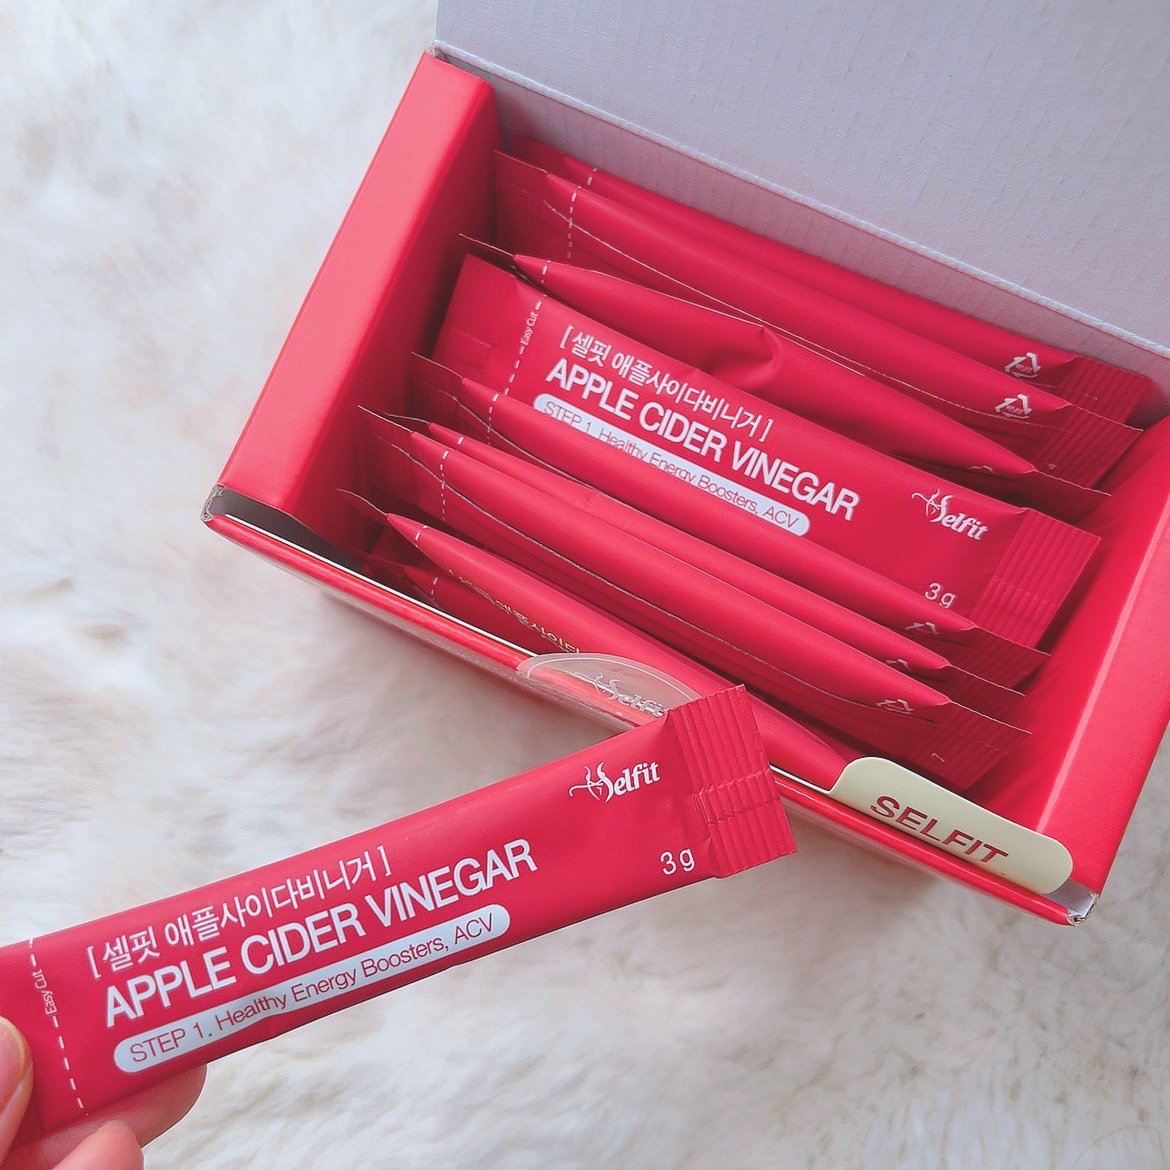 Easy Cut
[ 셀핏 애플사이다비니거 ]
APPLE CIDER VINEGAR
STEP 1. Healthy Energy Boosters, ACV
Selfit
3g
Selfit
SELFIT
Selfit
3g
Easy Cut
[ 셀핏 애플사이다비니거 ]
APPLE CIDER VINEGAR
STEP 1. Healthy Energy Boosters, ACV